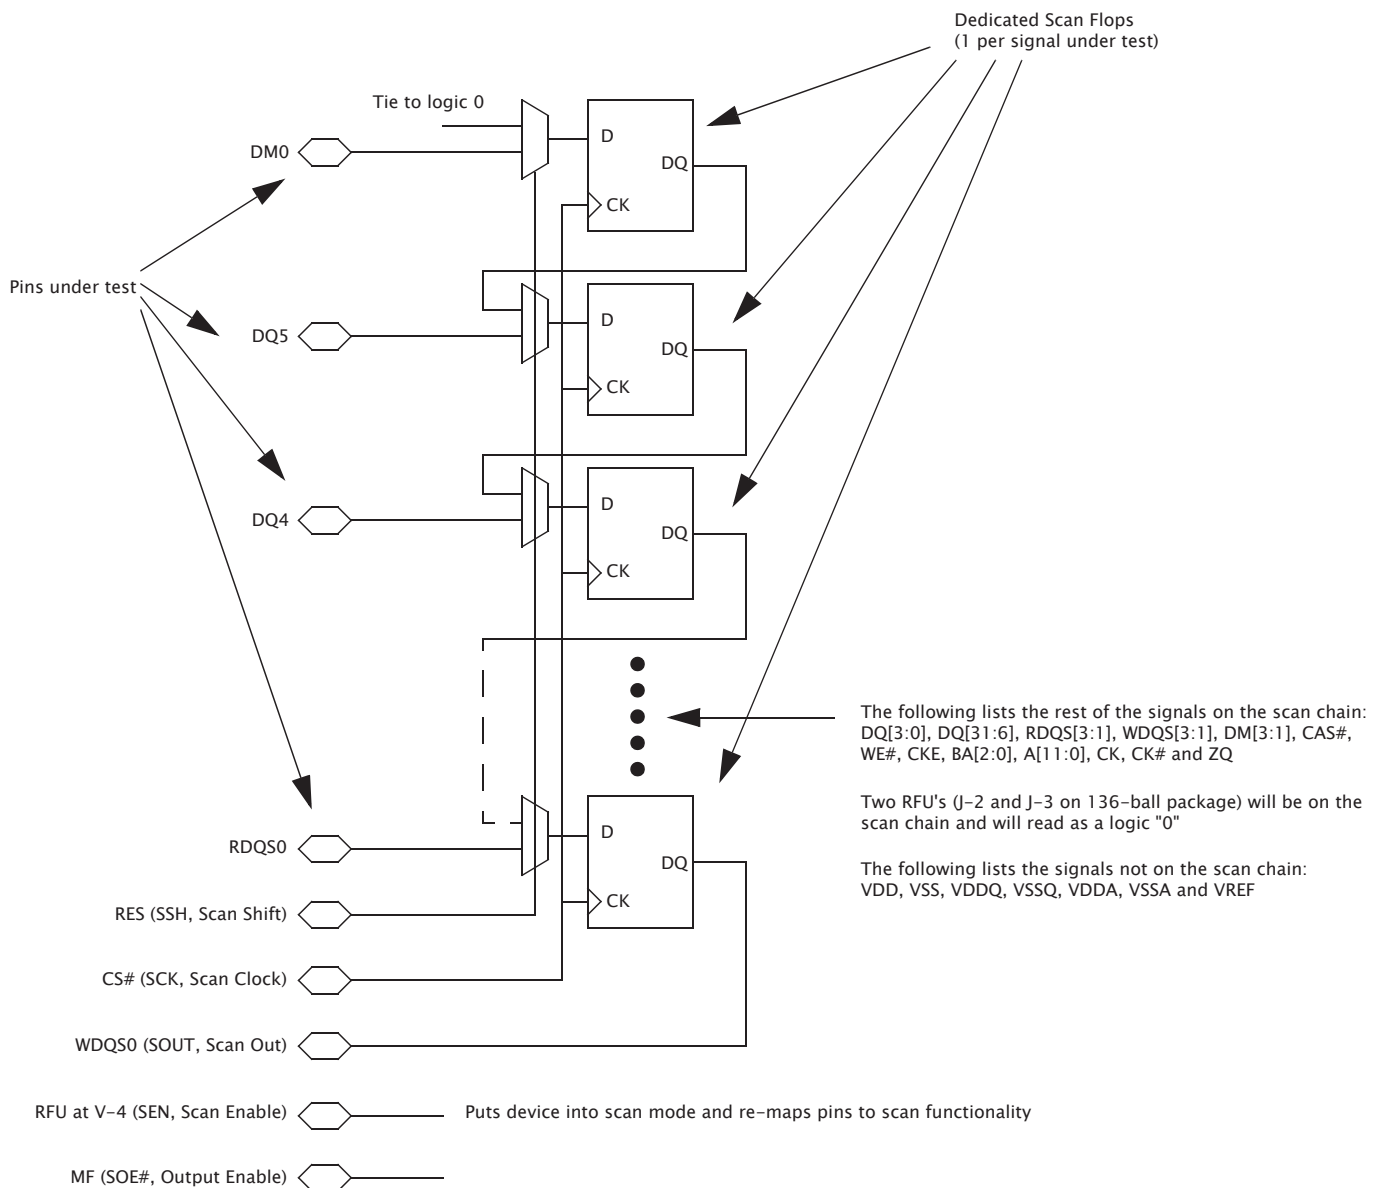 Dedicated Scan Flops
(1 per signal under test)
Tie to logic 0
D
DM0
DQ
CK
Pins under test
D
DQ5
DQ
CK
D
DQ4
DQ
CK
The following lists the rest of the signals on the scan chain:
DQ[3:0], DQ[31:6], RDQS[3:1], WDQS[3:1], DM[3:1], CAS#,
WE#, CKE, BA[2:0], A[11:0], CK, CK# and ZQ
Two RFU's (J-2 and J-3 on 136-ball package) will be on the
scan chain and will read as a logic "0"
D
RDQS0
DQ
The following lists the signals not on the scan chain:
VDD, VSS, VDDQ, VSSQ, VDDA, VSSA and VREF
CK
RES (SSH, Scan Shift)
CS# (SCK, Scan Clock)
WDQS0 (SOUT, Scan Out)
RFU at V-4 (SEN, Scan Enable)
Puts device into scan mode and re-maps pins to scan functionality
MF (SOE#, Output Enable)